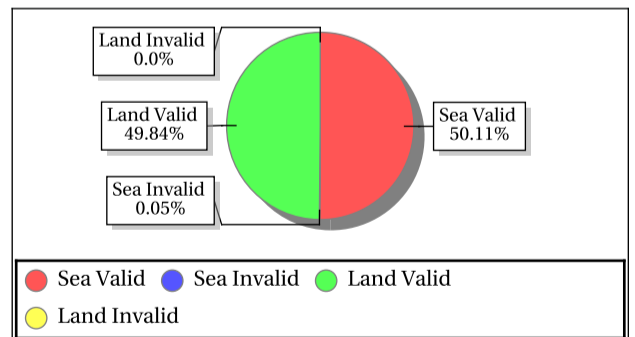 Land Invalid
0.0%
Land Valid
49.84%
Sea Valid
50.11%
Sea Invalid
0.05%
Sea Valid
Sea Invalid
Land Valid
Land Invalid